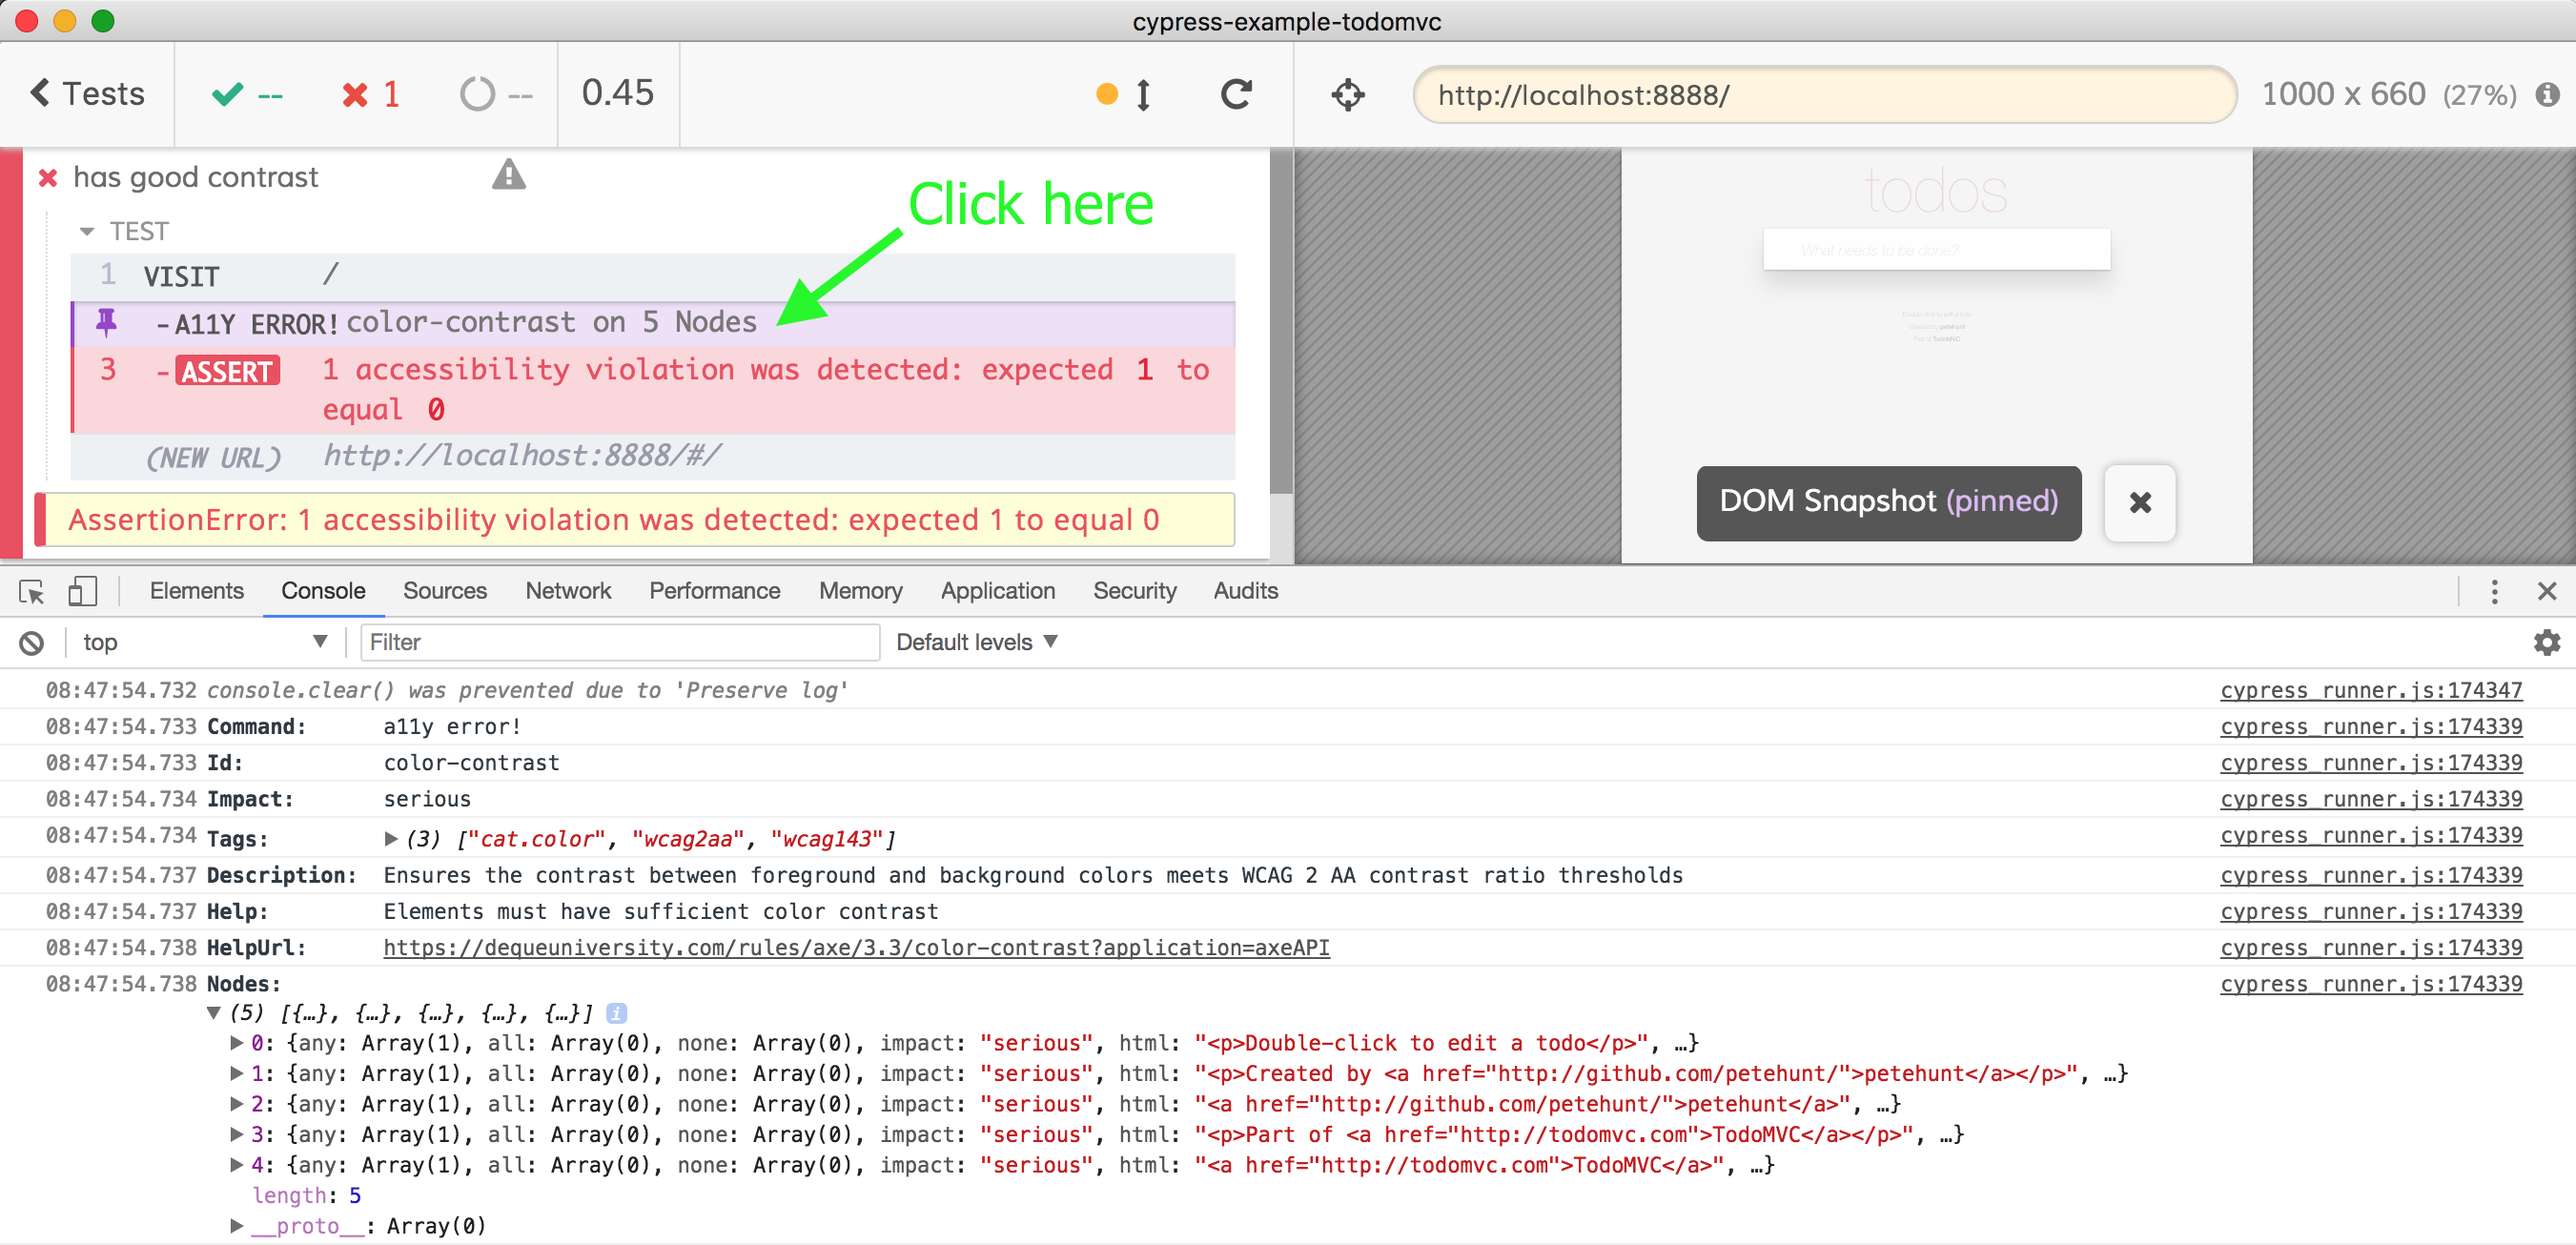 cypress-example-todomvc
Tests -- 1 -- 0.45
http://localhost:8888/ 1000 x 660 (27%)
has good contrast
Click here
TEST
1 VISIT /
-A11Y ERROR! color-contrast on 5 Nodes
3 -ASSERT 1 accessibility violation was detected: expected 1 to
equal 0
(NEW URL) http://localhost:8888/#/
AssertionError: 1 accessibility violation was detected: expected 1 to equal 0
todos
What needs to be done?
Double-click to edit a todo
Created by petehunt
Part of TodoMVC
DOM Snapshot (pinned)
Elements Console Sources Network Performance Memory Application Security Audits
top Filter Default levels
08:47:54.732 console.clear() was prevented due to 'Preserve log' cypress_runner.js:174347
08:47:54.733 Command: a11y error! cypress_runner.js:174339
08:47:54.733 Id: color-contrast cypress_runner.js:174339
08:47:54.734 Impact: serious cypress_runner.js:174339
08:47:54.734 Tags: (3) ["cat.color", "wcag2aa", "wcag143"] cypress_runner.js:174339
08:47:54.737 Description: Ensures the contrast between foreground and background colors meets WCAG 2 AA contrast ratio thresholds cypress_runner.js:174339
08:47:54.737 Help: Elements must have sufficient color contrast cypress_runner.js:174339
08:47:54.738 HelpUrl: https://dequeuniversity.com/rules/axe/3.3/color-contrast?application=axeAPI cypress_runner.js:174339
08:47:54.738 Nodes: cypress_runner.js:174339
(5) [{…}, {…}, {…}, {…}, {…}] i
0: {any: Array(1), all: Array(0), none: Array(0), impact: "serious", html: "<p>Double-click to edit a todo</p>", …}
1: {any: Array(1), all: Array(0), none: Array(0), impact: "serious", html: "<p>Created by <a href="http://github.com/petehunt/">petehunt</a></p>", …}
2: {any: Array(1), all: Array(0), none: Array(0), impact: "serious", html: "<a href="http://github.com/petehunt/">petehunt</a>", …}
3: {any: Array(1), all: Array(0), none: Array(0), impact: "serious", html: "<p>Part of <a href="http://todomvc.com">TodoMVC</a></p>", …}
4: {any: Array(1), all: Array(0), none: Array(0), impact: "serious", html: "<a href="http://todomvc.com">TodoMVC</a>", …}
length: 5
__proto__: Array(0)